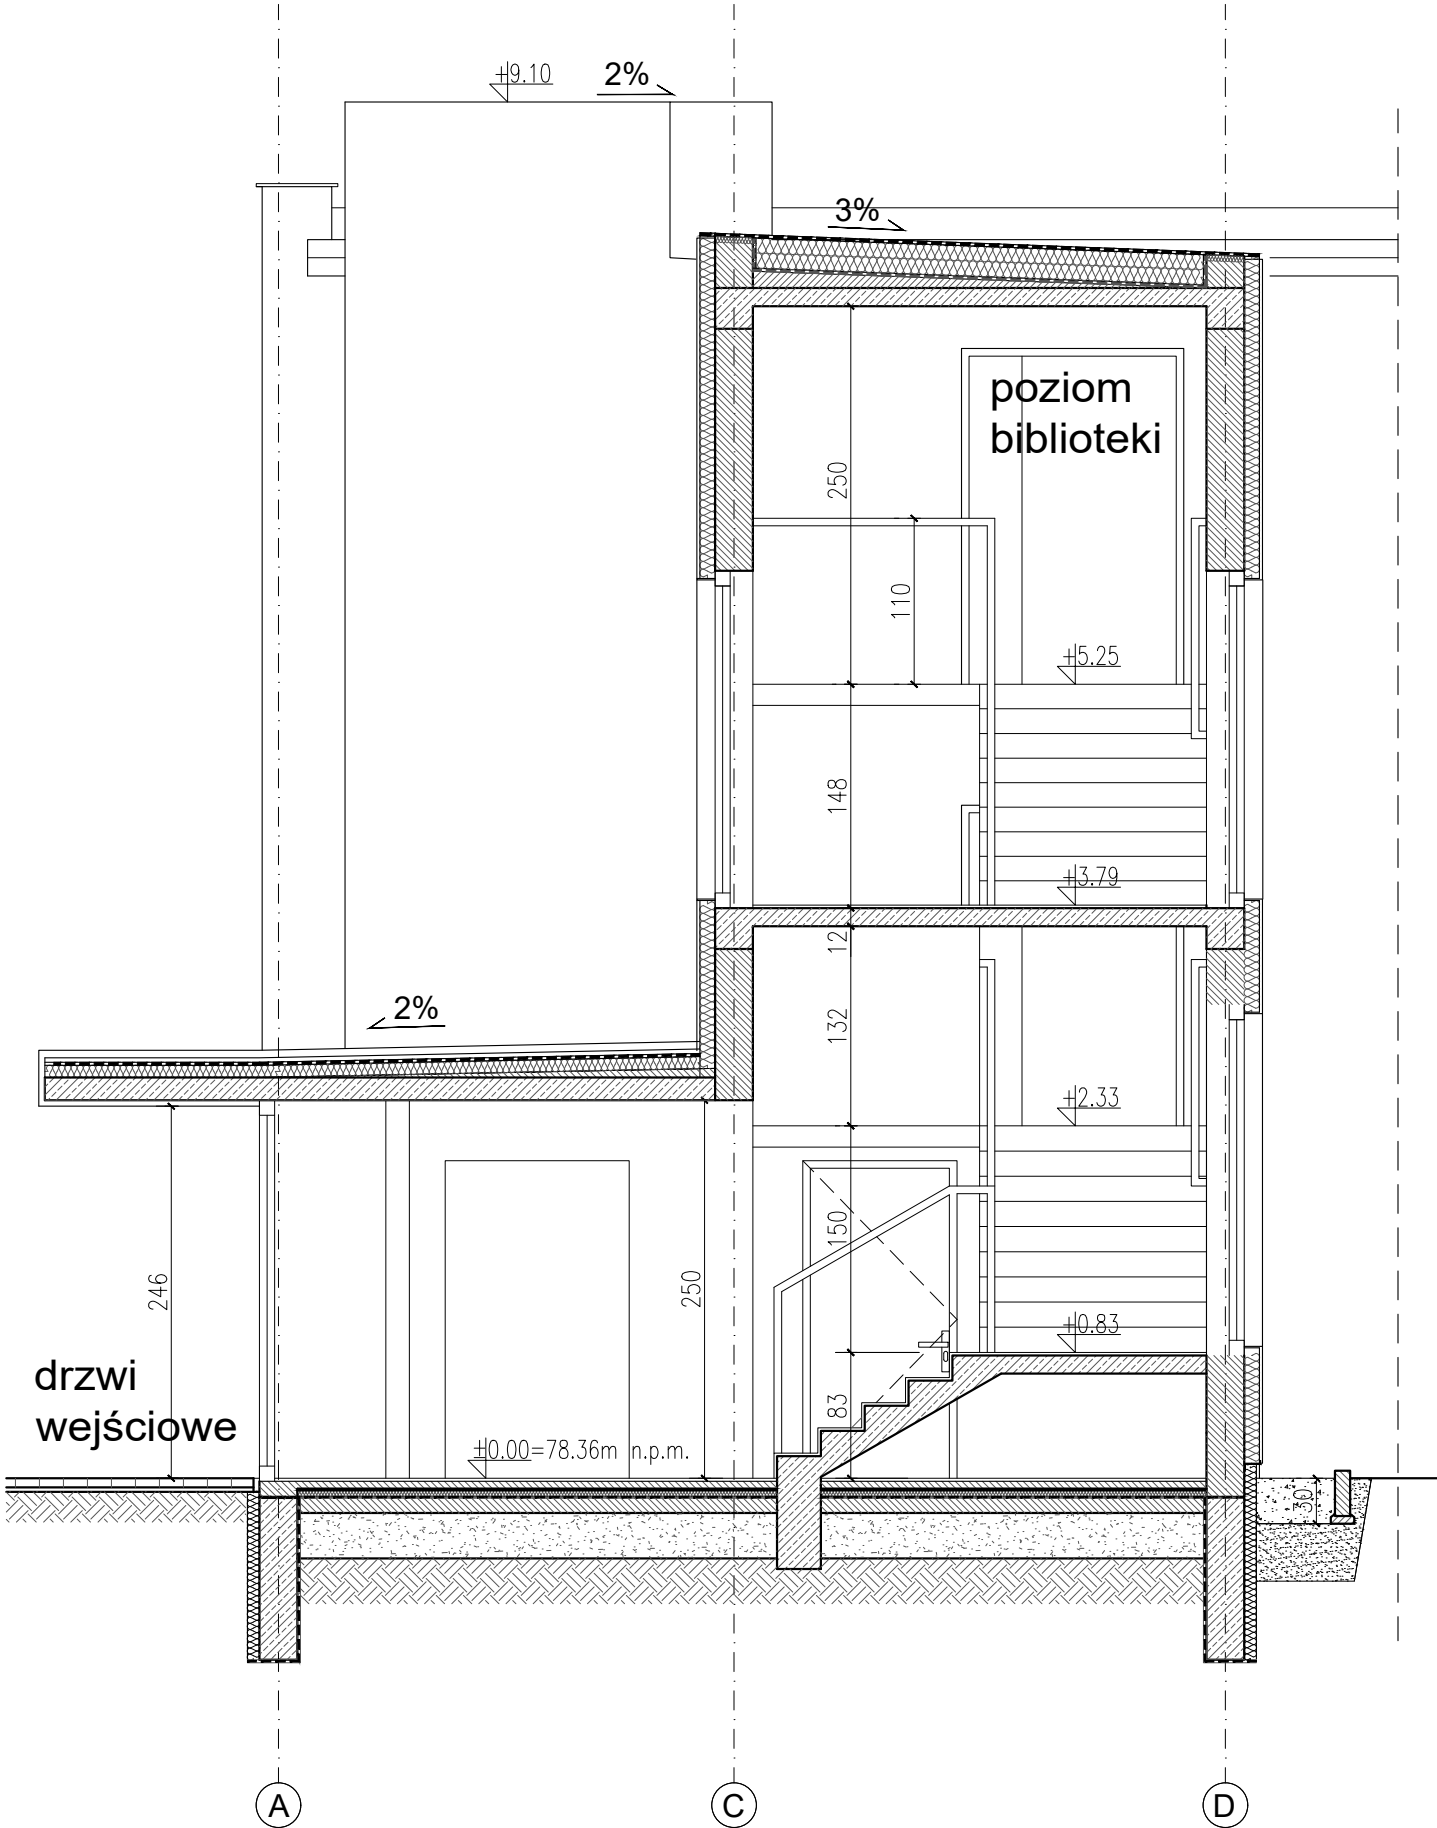 +9.10
2%
3%
poziom
biblioteki
250
110
+5.25
148
+3.79
12
2%
132
+2.33
150
246
250
+0.83
drzwi
wejściowe
83
±0.00=78.36m n.p.m.
30
A
C
D